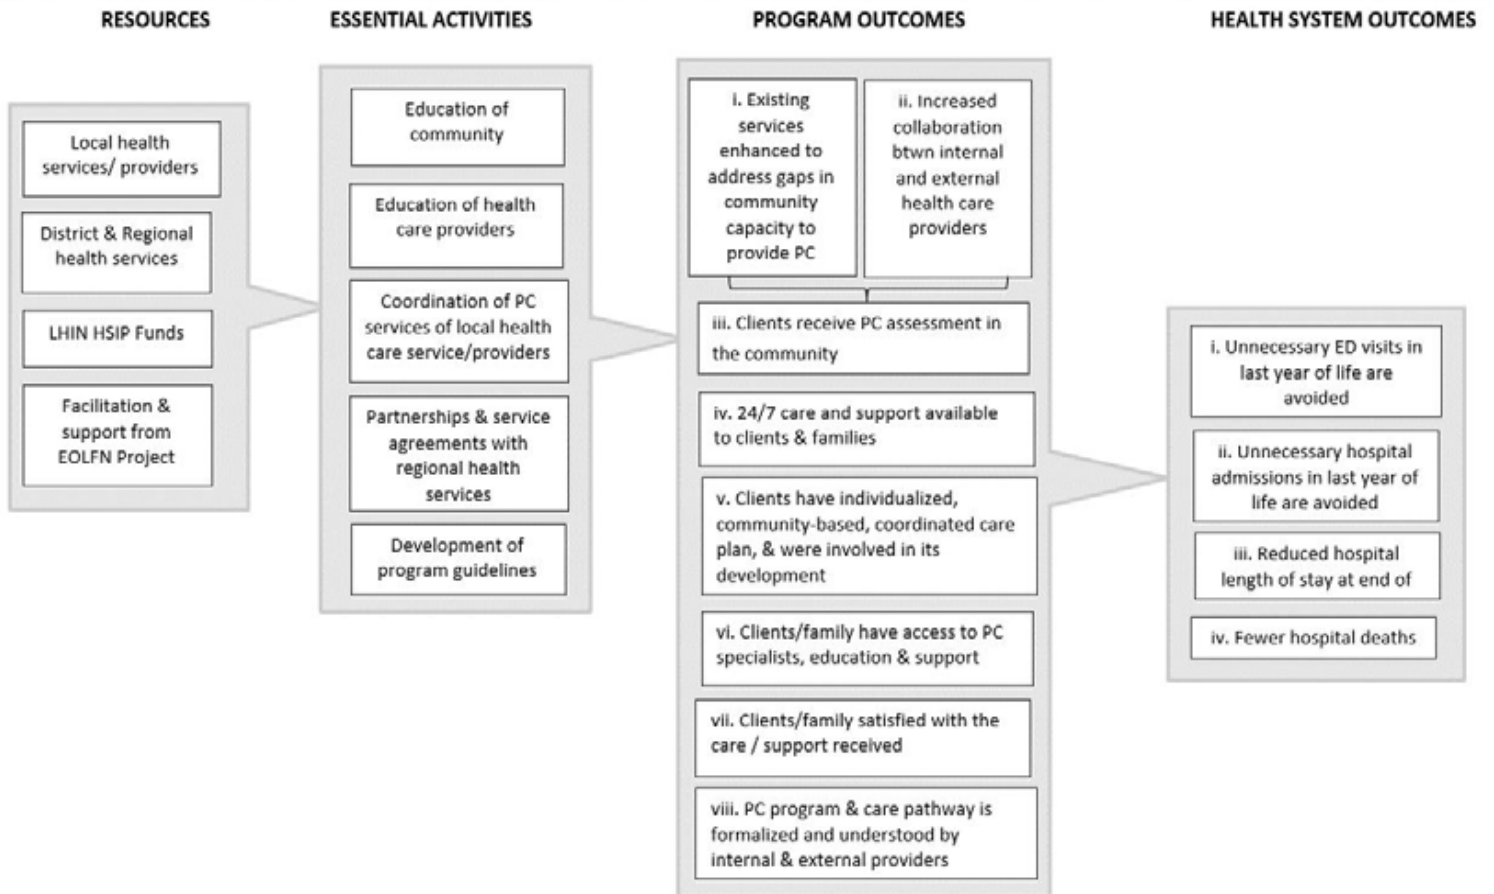 RESOURCES
ESSENTIAL ACTIVITIES
PROGRAM OUTCOMES
HEALTH SYSTEM OUTCOMES
Local health
services/ providers
District & Regional
health services
LHIN HSIP Funds
Facilitation &
support from
EOLFN Project
Education of
community
Education of health
care providers
Coordination of PC
services of local health
care service/providers
Partnerships & service
agreements with
regional health
services
Development of
program guidelines
i. Existing
services
enhanced to
address gaps in
community
capacity to
provide PC
ii. Increased
collaboration
btwn internal
and external
health care
providers
iii. Clients receive PC assessment in
the community
iv. 24/7 care and support available
to clients & families
v. Clients have individualized,
community-based, coordinated care
plan, & were involved in its
development
vi. Clients/family have access to PC
specialists, education & support
vii. Clients/family satisfied with the
care / support received
viii. PC program & care pathway is
formalized and understood by
internal & external providers
i. Unnecessary ED visits in
last year of life are
avoided
ii. Unnecessary hospital
admissions in last year of
life are avoided
iii. Reduced hospital
length of stay at end of
iv. Fewer hospital deaths